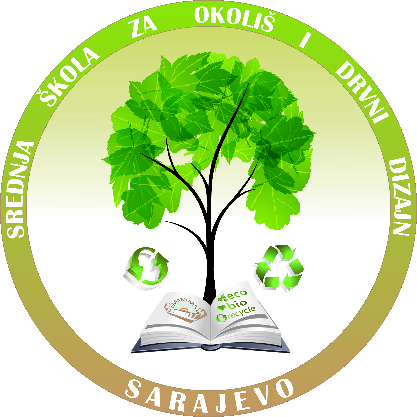 SREDNJA ŠKOLA ZA OKOLIŠ I DRVNI DIZAJN
eco
bio
recycle
SARAJEVO